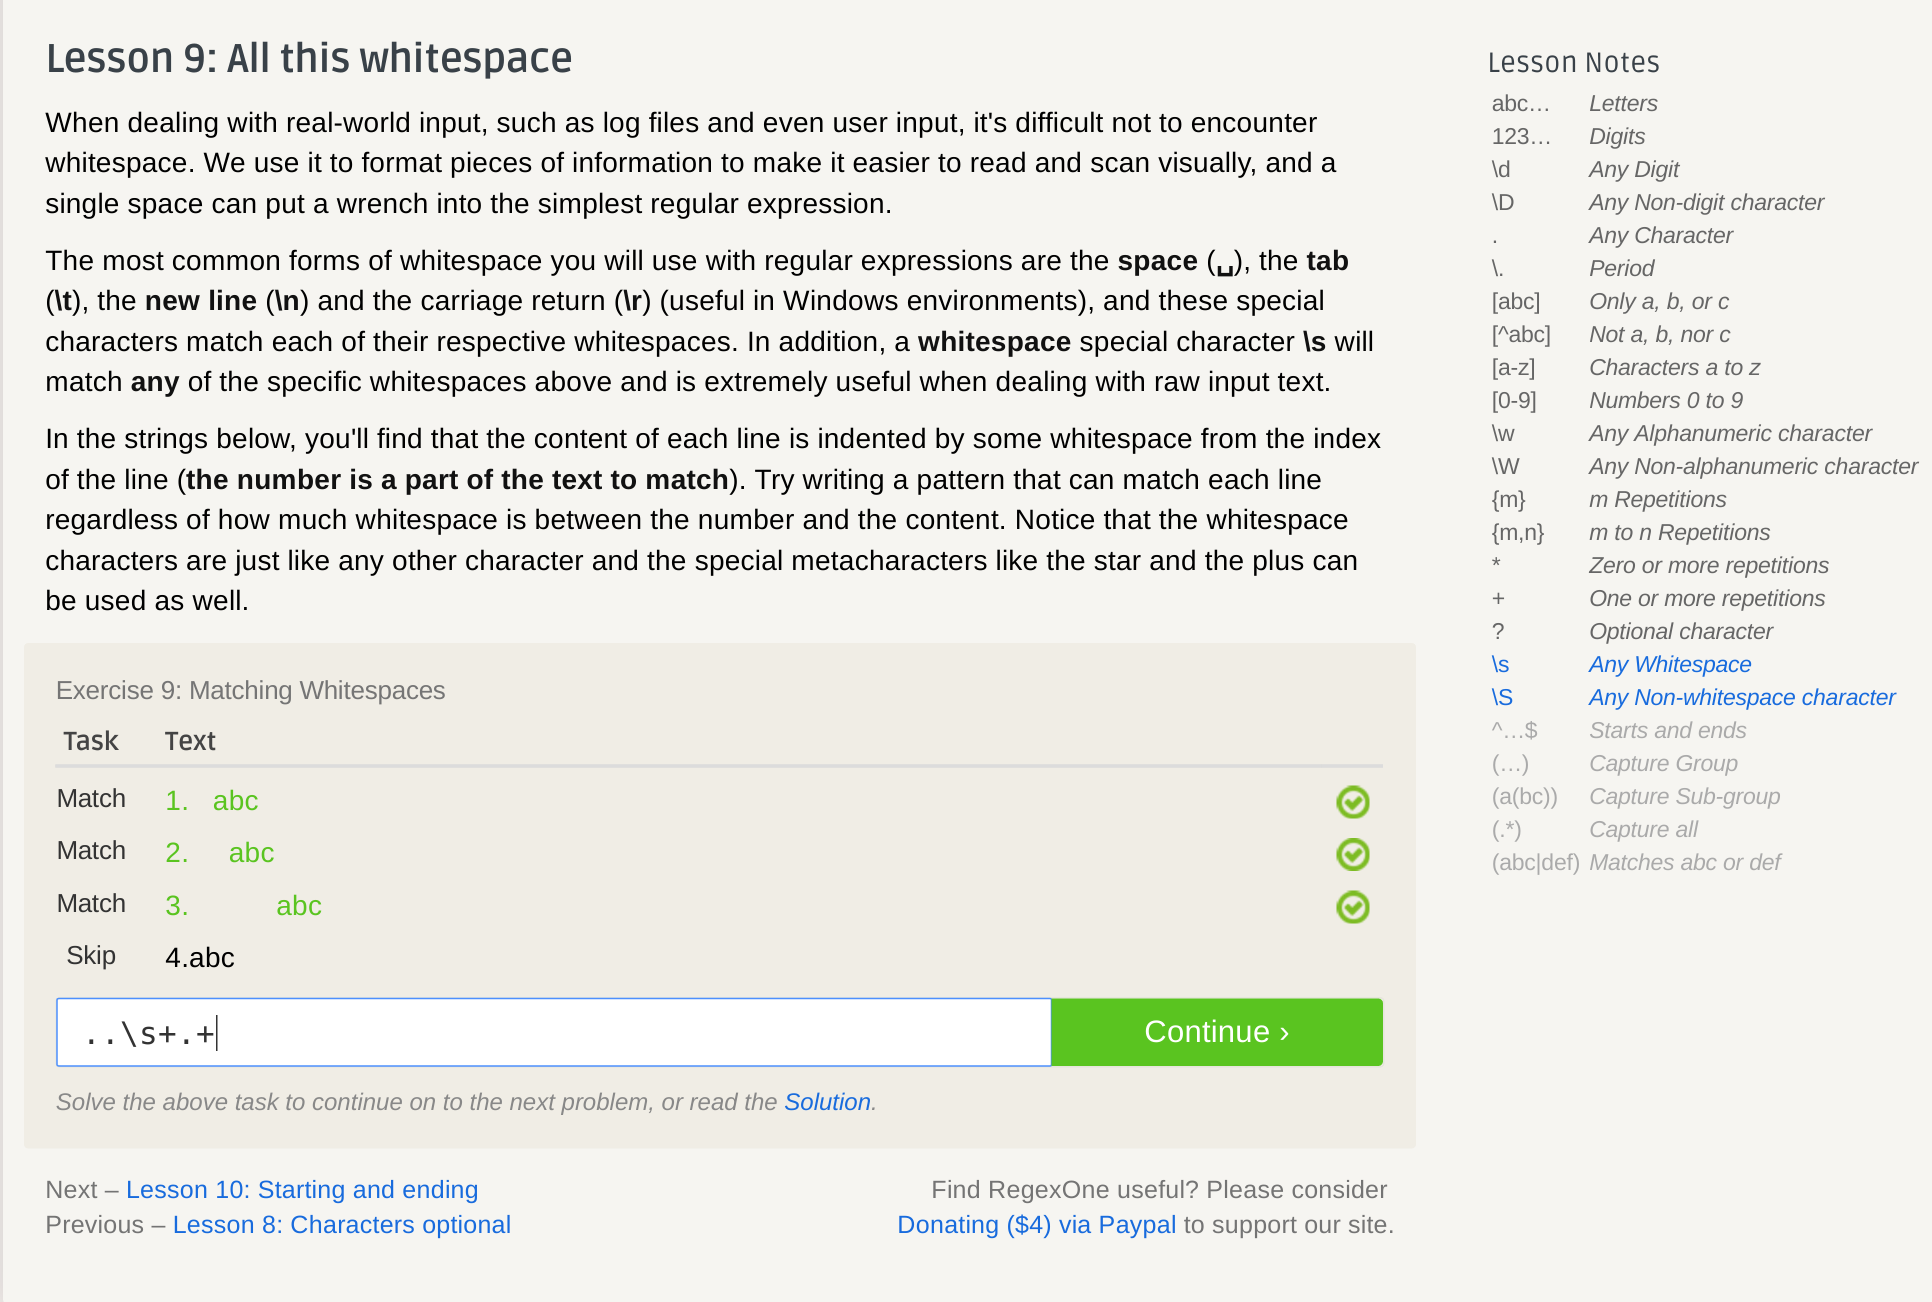 Lesson 9: All this whitespace
When dealing with real-world input, such as log files and even user input, it's difficult not to encounter
whitespace. We use it to format pieces of information to make it easier to read and scan visually, and a
single space can put a wrench into the simplest regular expression.
The most common forms of whitespace you will use with regular expressions are the space (␣), the tab
(\t), the new line (\n) and the carriage return (\r) (useful in Windows environments), and these special
characters match each of their respective whitespaces. In addition, a whitespace special character \s will
match any of the specific whitespaces above and is extremely useful when dealing with raw input text.
In the strings below, you'll find that the content of each line is indented by some whitespace from the index
of the line (the number is a part of the text to match). Try writing a pattern that can match each line
regardless of how much whitespace is between the number and the content. Notice that the whitespace
characters are just like any other character and the special metacharacters like the star and the plus can
be used as well.
Exercise 9: Matching Whitespaces
Task Text
Match 1.   abc
Match 2.     abc
Match 3.           abc
Skip 4.abc
..\s+.+
Continue ›
Solve the above task to continue on to the next problem, or read the Solution.
Next – Lesson 10: Starting and ending
Previous – Lesson 8: Characters optional
Find RegexOne useful? Please consider
Donating ($4) via Paypal to support our site.
Lesson Notes
abc… Letters
123… Digits
\d Any Digit
\D Any Non-digit character
. Any Character
\. Period
[abc] Only a, b, or c
[^abc] Not a, b, nor c
[a-z] Characters a to z
[0-9] Numbers 0 to 9
\w Any Alphanumeric character
\W Any Non-alphanumeric character
{m} m Repetitions
{m,n} m to n Repetitions
* Zero or more repetitions
+ One or more repetitions
? Optional character
\s Any Whitespace
\S Any Non-whitespace character
^…$ Starts and ends
(…) Capture Group
(a(bc)) Capture Sub-group
(.*) Capture all
(abc|def) Matches abc or def